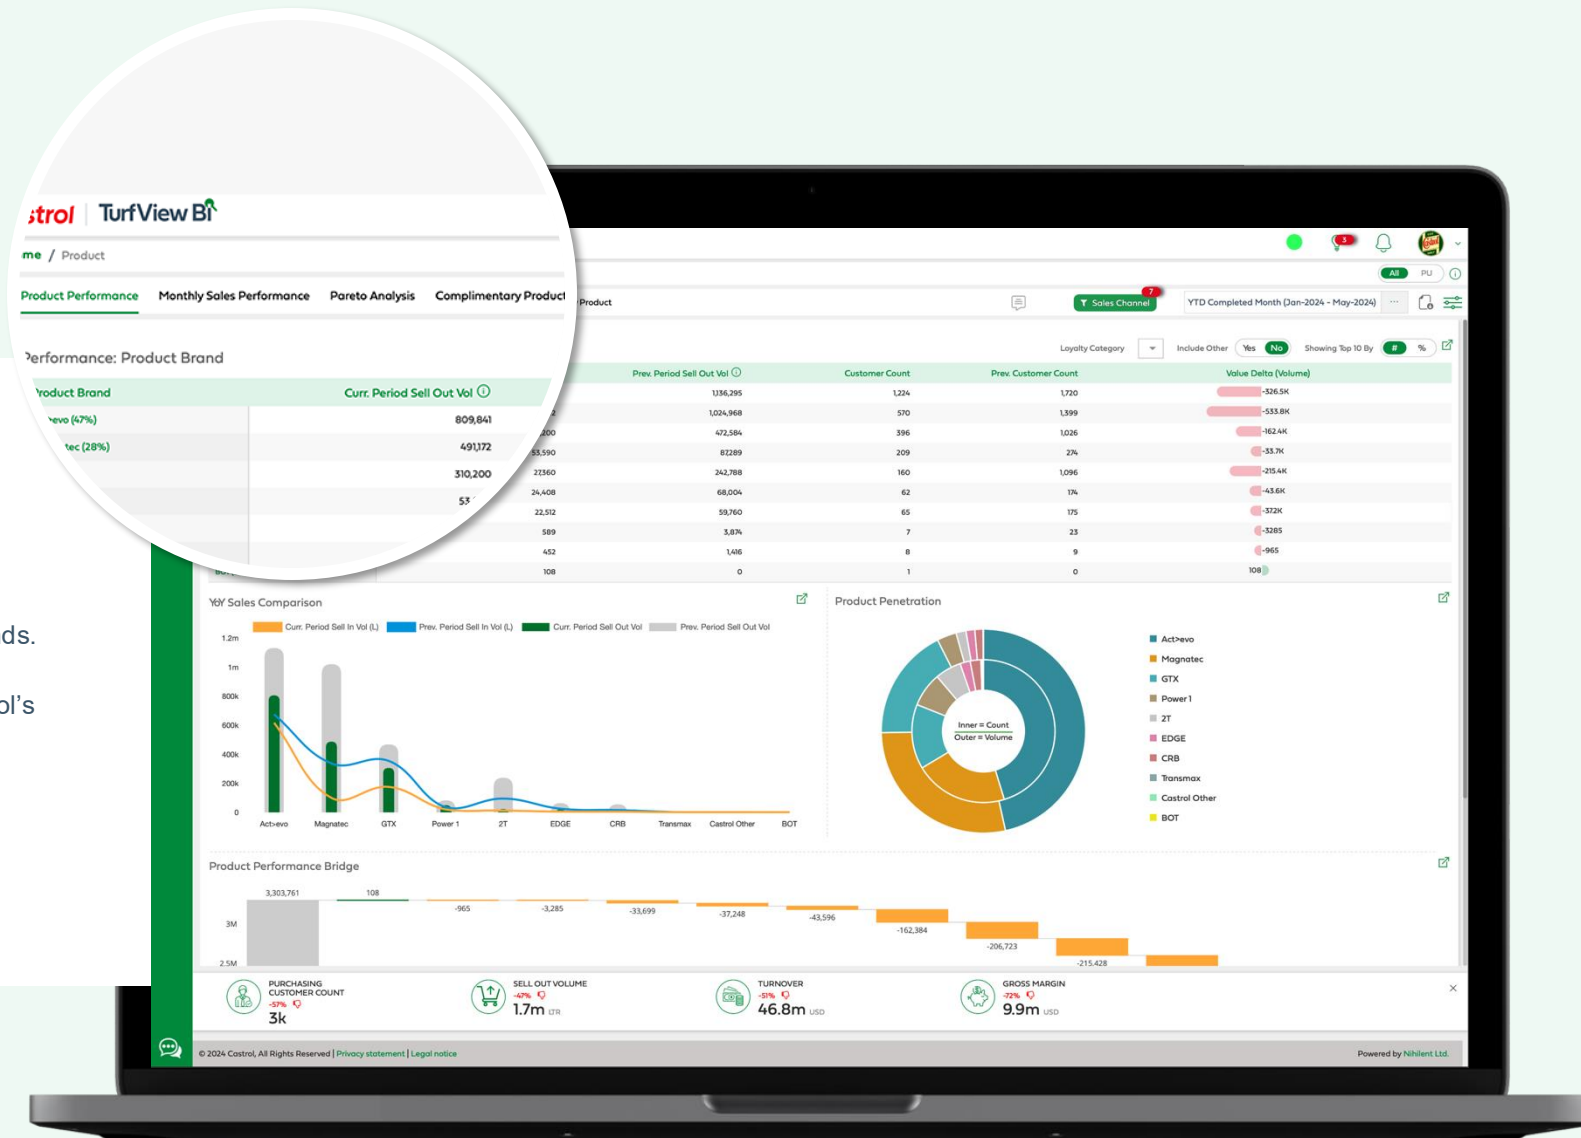 TurfView Bi
Product
Product Performance Monthly Sales Performance Pareto Analysis Complimentary Product
Product
3
All PU
7
Sales Channel
YTD Completed Month (Jan-2024 - May-2024)
Performance: Product Brand
Loyalty Category
Include Other Yes No
Showing Top 10 By # %
Product Brand Curr. Period Sell Out Vol Prev. Period Sell Out Vol Customer Count Prev. Customer Count Value Delta (Volume)
(47%) 809,841 1,136,295 1,224 1,720 -326.5K
(28%) 491,172 1,024,968 570 1,399 -533.8K
310,200 472,584 396 1,026 -162.4K
53,590 87,289 209 274 -33.7K
27,360 242,788 160 1,096 -215.4K
24,408 68,004 62 174 -43.6K
22,512 59,760 65 175 -37.2K
589 3,874 7 23 -3285
452 1,416 8 9 -965
108 0 1 0 108
YoY Sales Comparison
Curr. Period Sell In Vol (L) Prev. Period Sell In Vol (L) Curr. Period Sell Out Vol Prev. Period Sell Out Vol
1.2m
1m
800k
600k
400k
200k
0
Act>evo Magnatec GTX Power 1 2T EDGE CRB Transmax Castrol Other BOT
Product Penetration
Inner = Count
Outer = Volume
Act>evo
Magnatec
GTX
Power 1
2T
EDGE
CRB
Transmax
Castrol Other
BOT
Product Performance Bridge
3,303,761 108 -965 -3,285 -33,699 -37,248 -43,596 -162,384 -206,723 -215,428
3M
2.5M
PURCHASING
CUSTOMER COUNT
-57%
3k
SELL OUT VOLUME
-47%
1.7m LTR
TURNOVER
-51%
46.8m USD
GROSS MARGIN
-72%
9.9m USD
© 2024 Castrol, All Rights Reserved | Privacy statement | Legal notice
Powered by Nihilent Ltd.